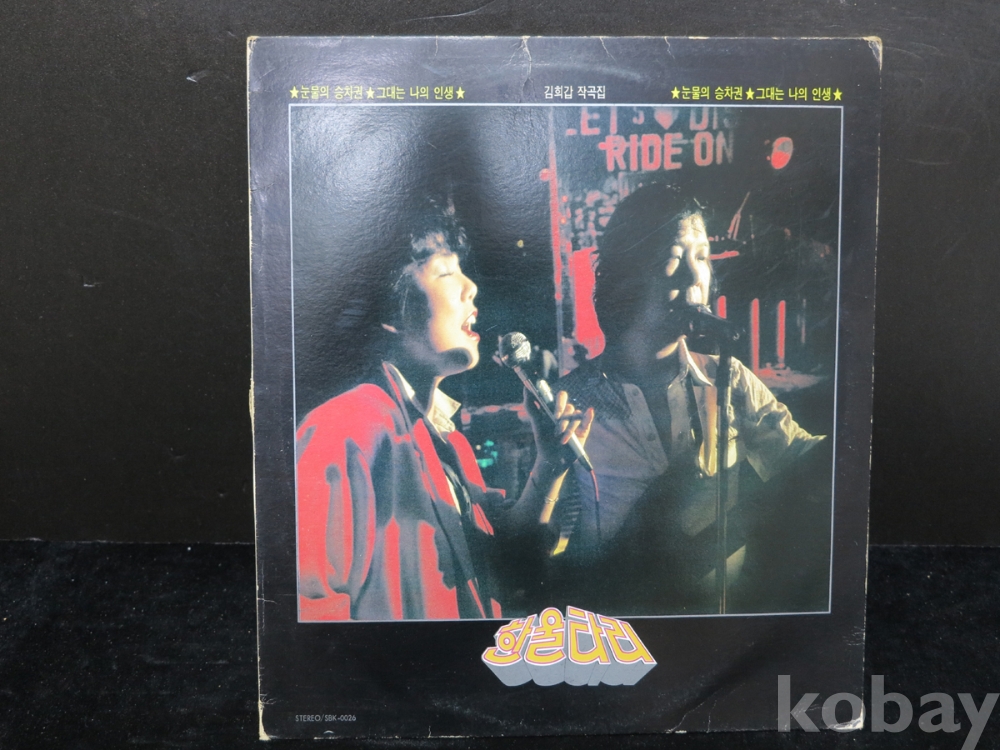 ★눈물의 승차권★그대는 나의 인생★ 김희갑 작곡집 ★눈물의 승차권★그대는 나의 인생★
LET'S ♥ DIS
RIDE ON
한울타리
STEREO/SBK-0026
kobay